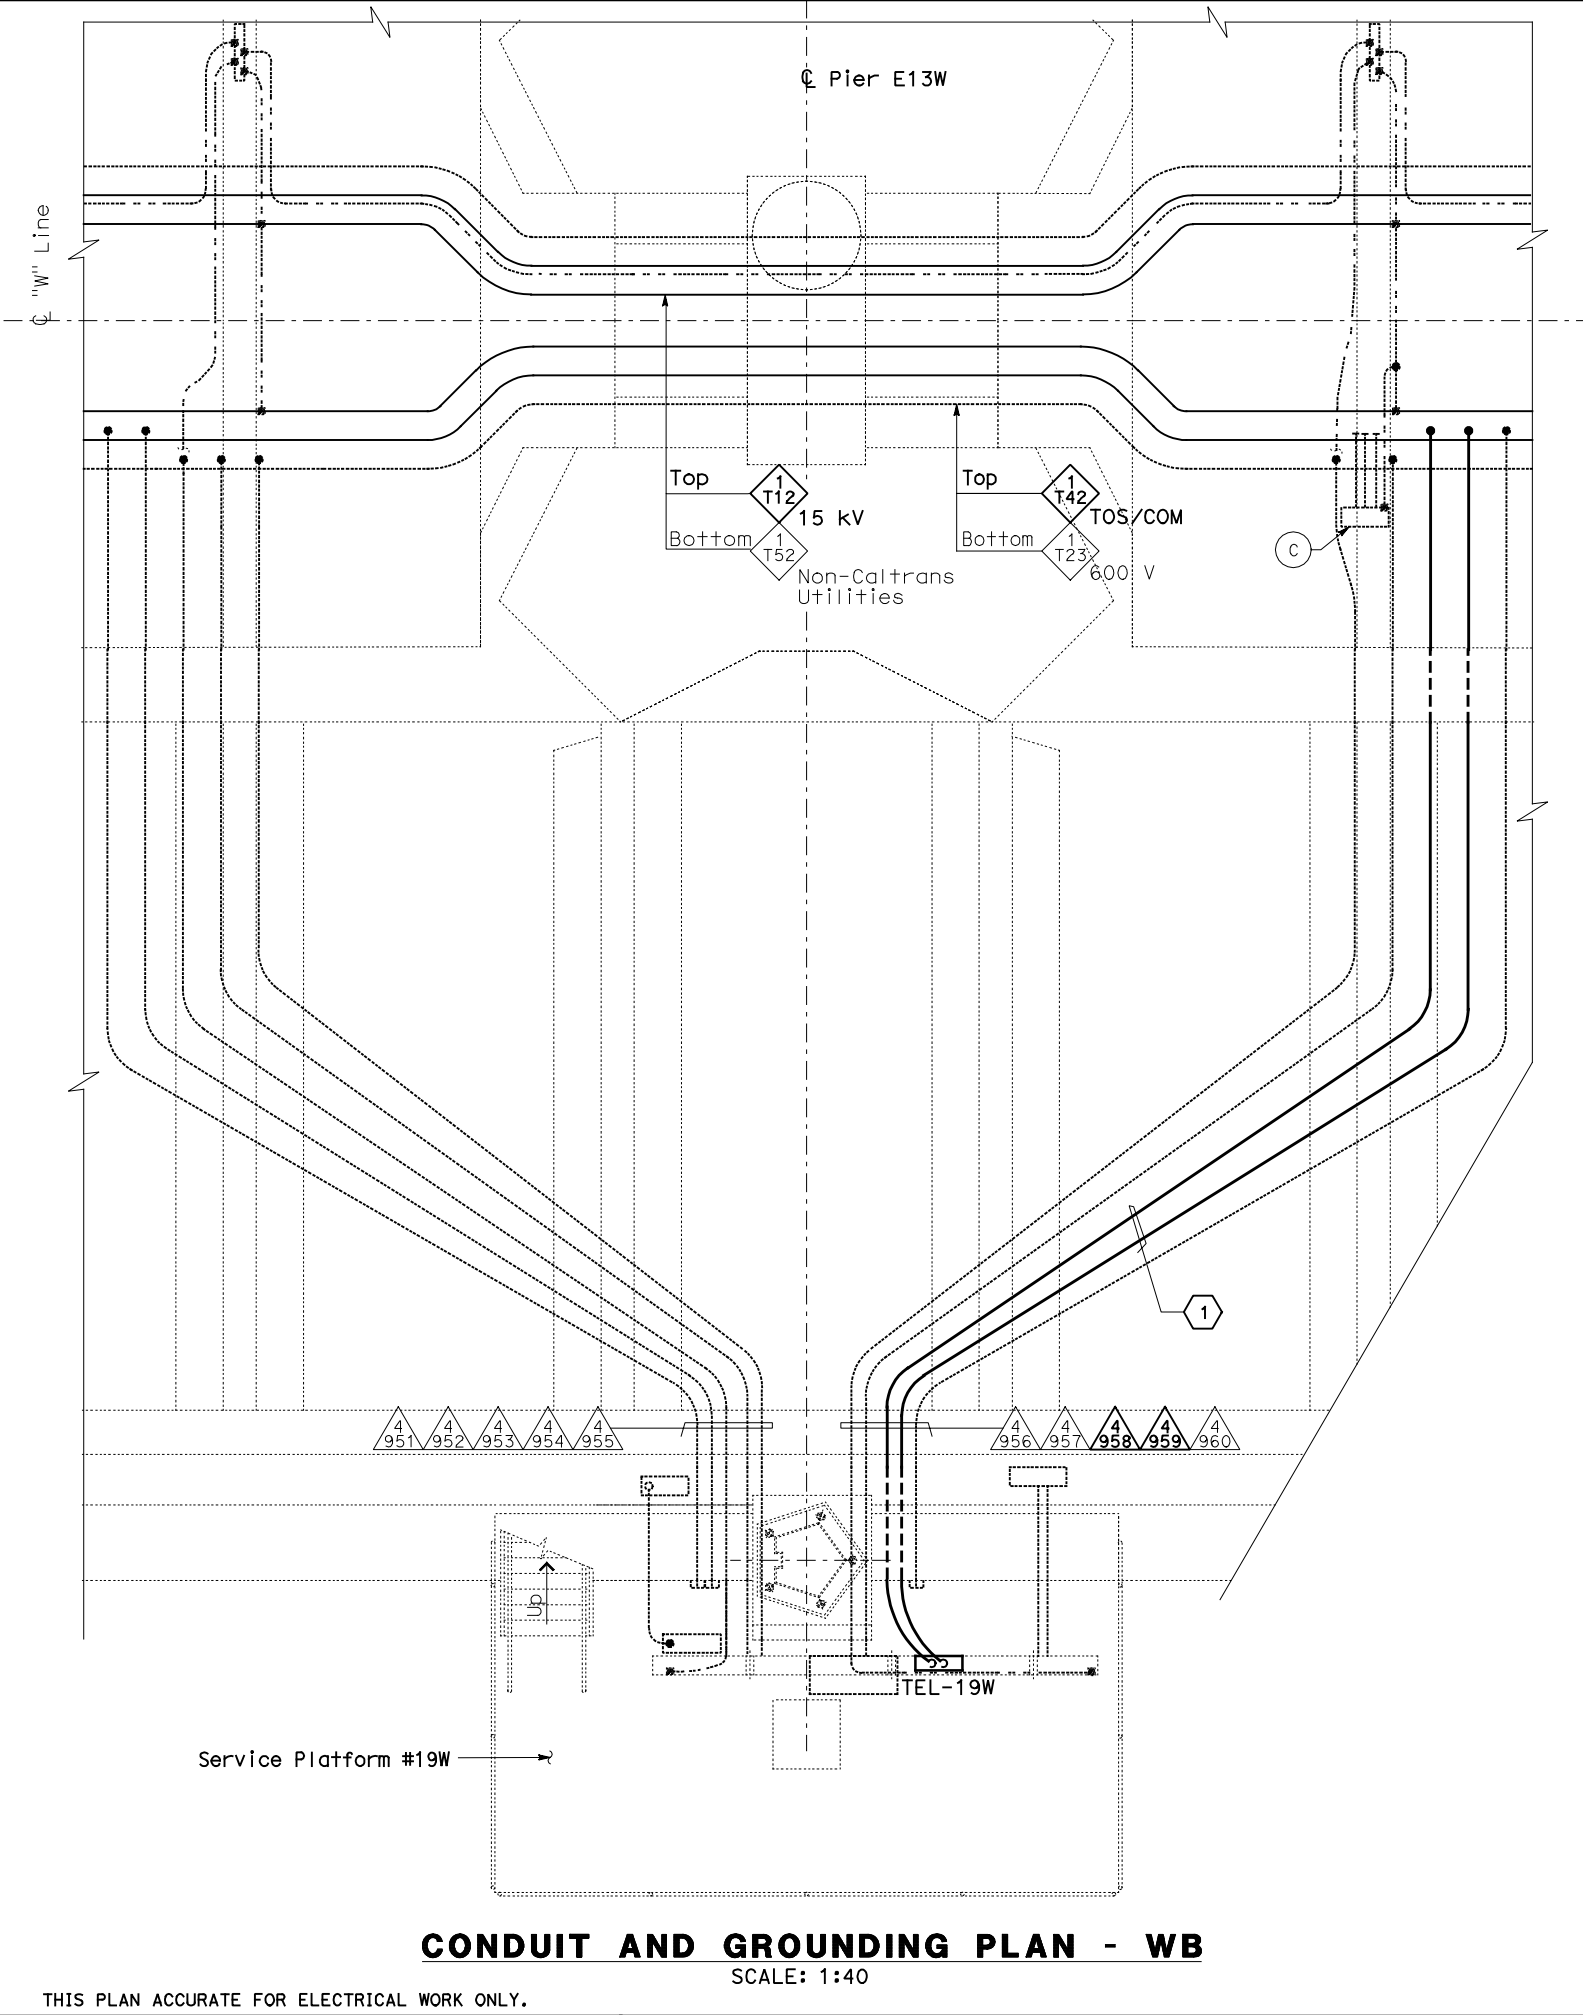 ℄ Pier E13W
℄ "W" Line
Top
1
T12
15 kV
Bottom
1
T52
Non-Caltrans
Utilities
Top
1
T42
TOS/COM
Bottom
1
T23
600 V
C
1
4
951
4
952
4
953
4
954
4
955
4
956
4
957
4
958
4
959
4
960
Up
TEL-19W
Service Platform #19W
CONDUIT AND GROUNDING PLAN - WB
SCALE: 1:40
THIS PLAN ACCURATE FOR ELECTRICAL WORK ONLY.